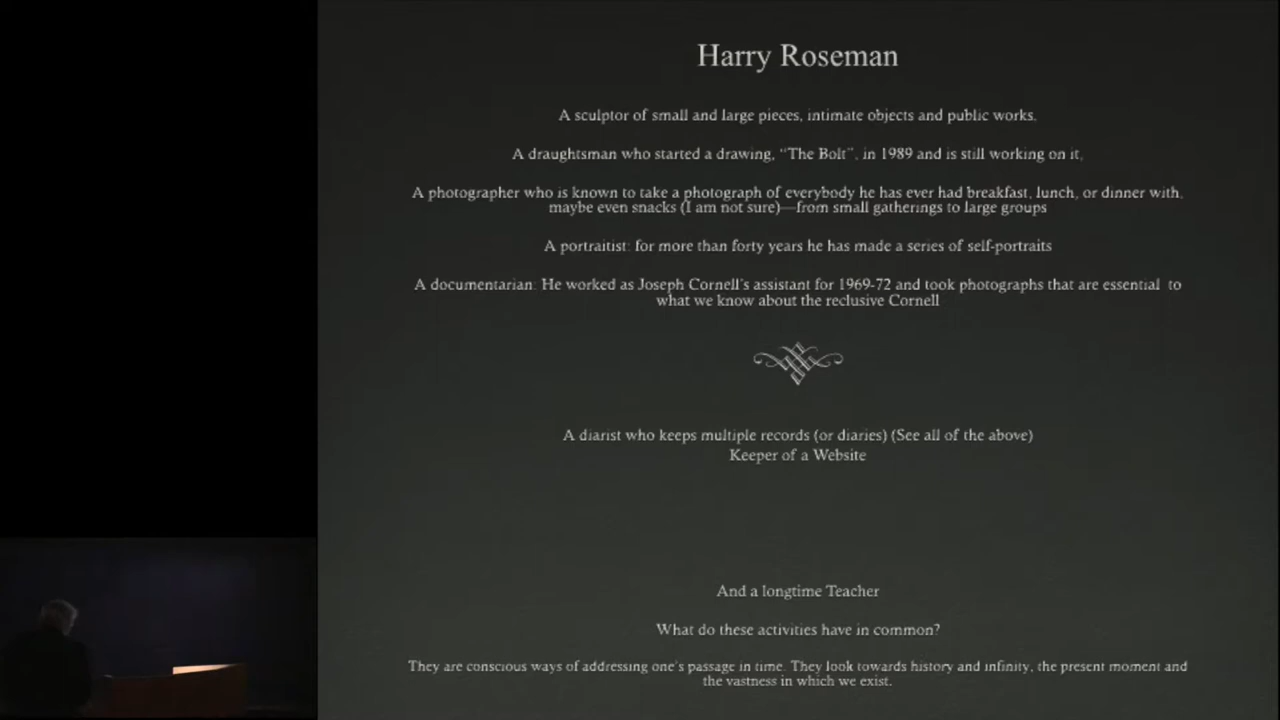 Harry Roseman
A sculptor of small and large pieces, intimate objects and public works.
A draughtsman who started a drawing, “The Bolt”, in 1989 and is still working on it,
A photographer who is known to take a photograph of everybody he has ever had breakfast, lunch, or dinner with,
maybe even snacks (I am not sure)—from small gatherings to large groups
A portraitist: for more than forty years he has made a series of self-portraits
A documentarian: He worked as Joseph Cornell’s assistant for 1969-72 and took photographs that are essential to
what we know about the reclusive Cornell
A diarist who keeps multiple records (or diaries) (See all of the above)
Keeper of a Website
And a longtime Teacher
What do these activities have in common?
They are conscious ways of addressing one’s passage in time. They look towards history and infinity, the present moment and
the vastness in which we exist.